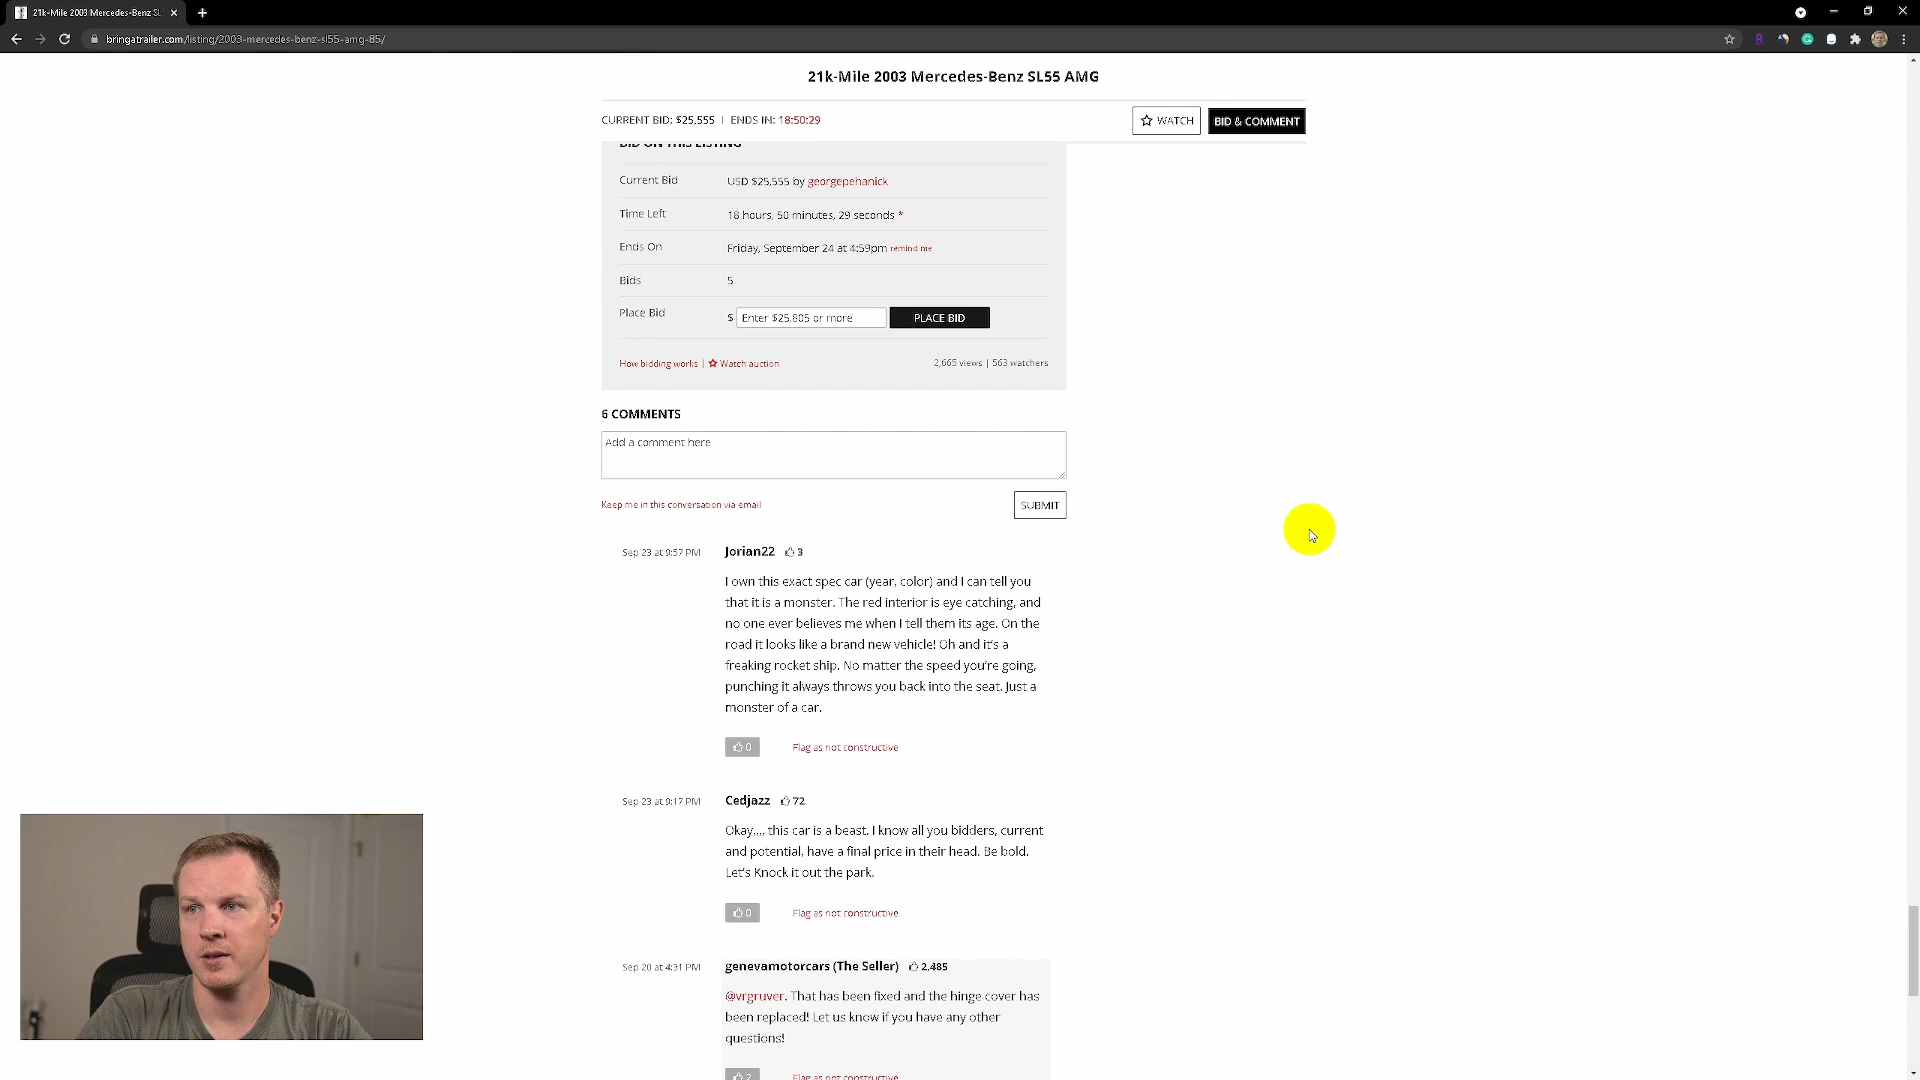 21k-Mile 2003 Mercedes-Benz SL
bringatrailer.com/listing/2003-mercedes-benz-sl55-amg-85/
21k-Mile 2003 Mercedes-Benz SL55 AMG
CURRENT BID: $25,555 | ENDS IN: 18:50:29
WATCH
BID & COMMENT
BID ON THIS LISTING
Current Bid USD $25,555 by georgepehanick
Time Left 18 hours, 50 minutes, 29 seconds *
Ends On Friday, September 24 at 4:59pm remind me
Bids 5
Place Bid $ Enter $25,805 or more PLACE BID
How bidding works | Watch auction 2,665 views | 563 watchers
6 COMMENTS
Add a comment here
Keep me in this conversation via email SUBMIT
Sep 23 at 9:57 PM Jorian22 3
I own this exact spec car (year, color) and I can tell you
that it is a monster. The red interior is eye catching, and
no one ever believes me when I tell them its age. On the
road it looks like a brand new vehicle! Oh and it's a
freaking rocket ship. No matter the speed you're going,
punching it always throws you back into the seat. Just a
monster of a car.
0 Flag as not constructive
Sep 23 at 9:17 PM Cedjazz 72
Okay,... this car is a beast. I know all you bidders, current
and potential, have a final price in their head. Be bold.
Let's Knock it out the park.
0 Flag as not constructive
Sep 20 at 4:31 PM genevamotorcars (The Seller) 2,485
@vrgruver. That has been fixed and the hinge cover has
been replaced! Let us know if you have any other
questions!
2 Flag as not constructive